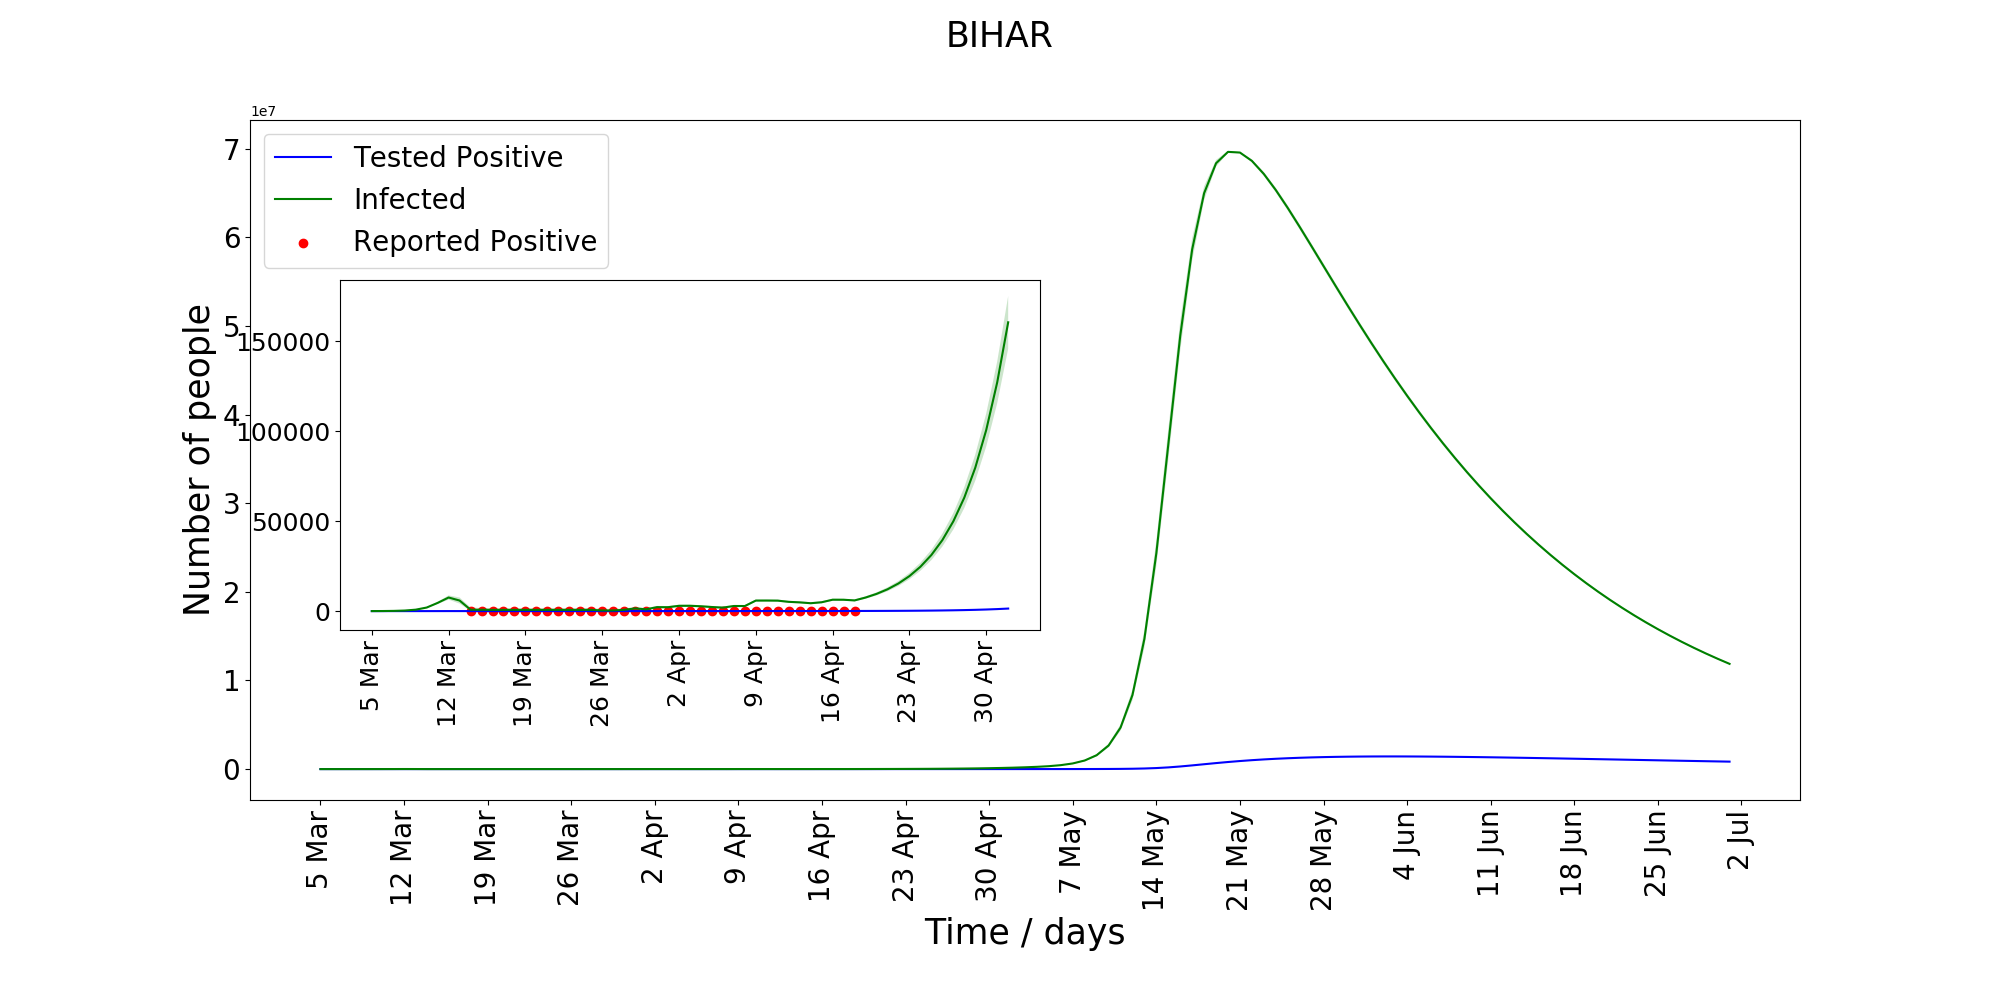 BIHAR
1e7
Tested Positive
Infected
Reported Positive
Number of people
7
6
5
4
3
2
1
0
150000
100000
50000
0
5 Mar
12 Mar
19 Mar
26 Mar
2 Apr
9 Apr
16 Apr
23 Apr
30 Apr
5 Mar
12 Mar
19 Mar
26 Mar
2 Apr
9 Apr
16 Apr
23 Apr
30 Apr
7 May
14 May
21 May
28 May
4 Jun
11 Jun
18 Jun
25 Jun
2 Jul
Time / days